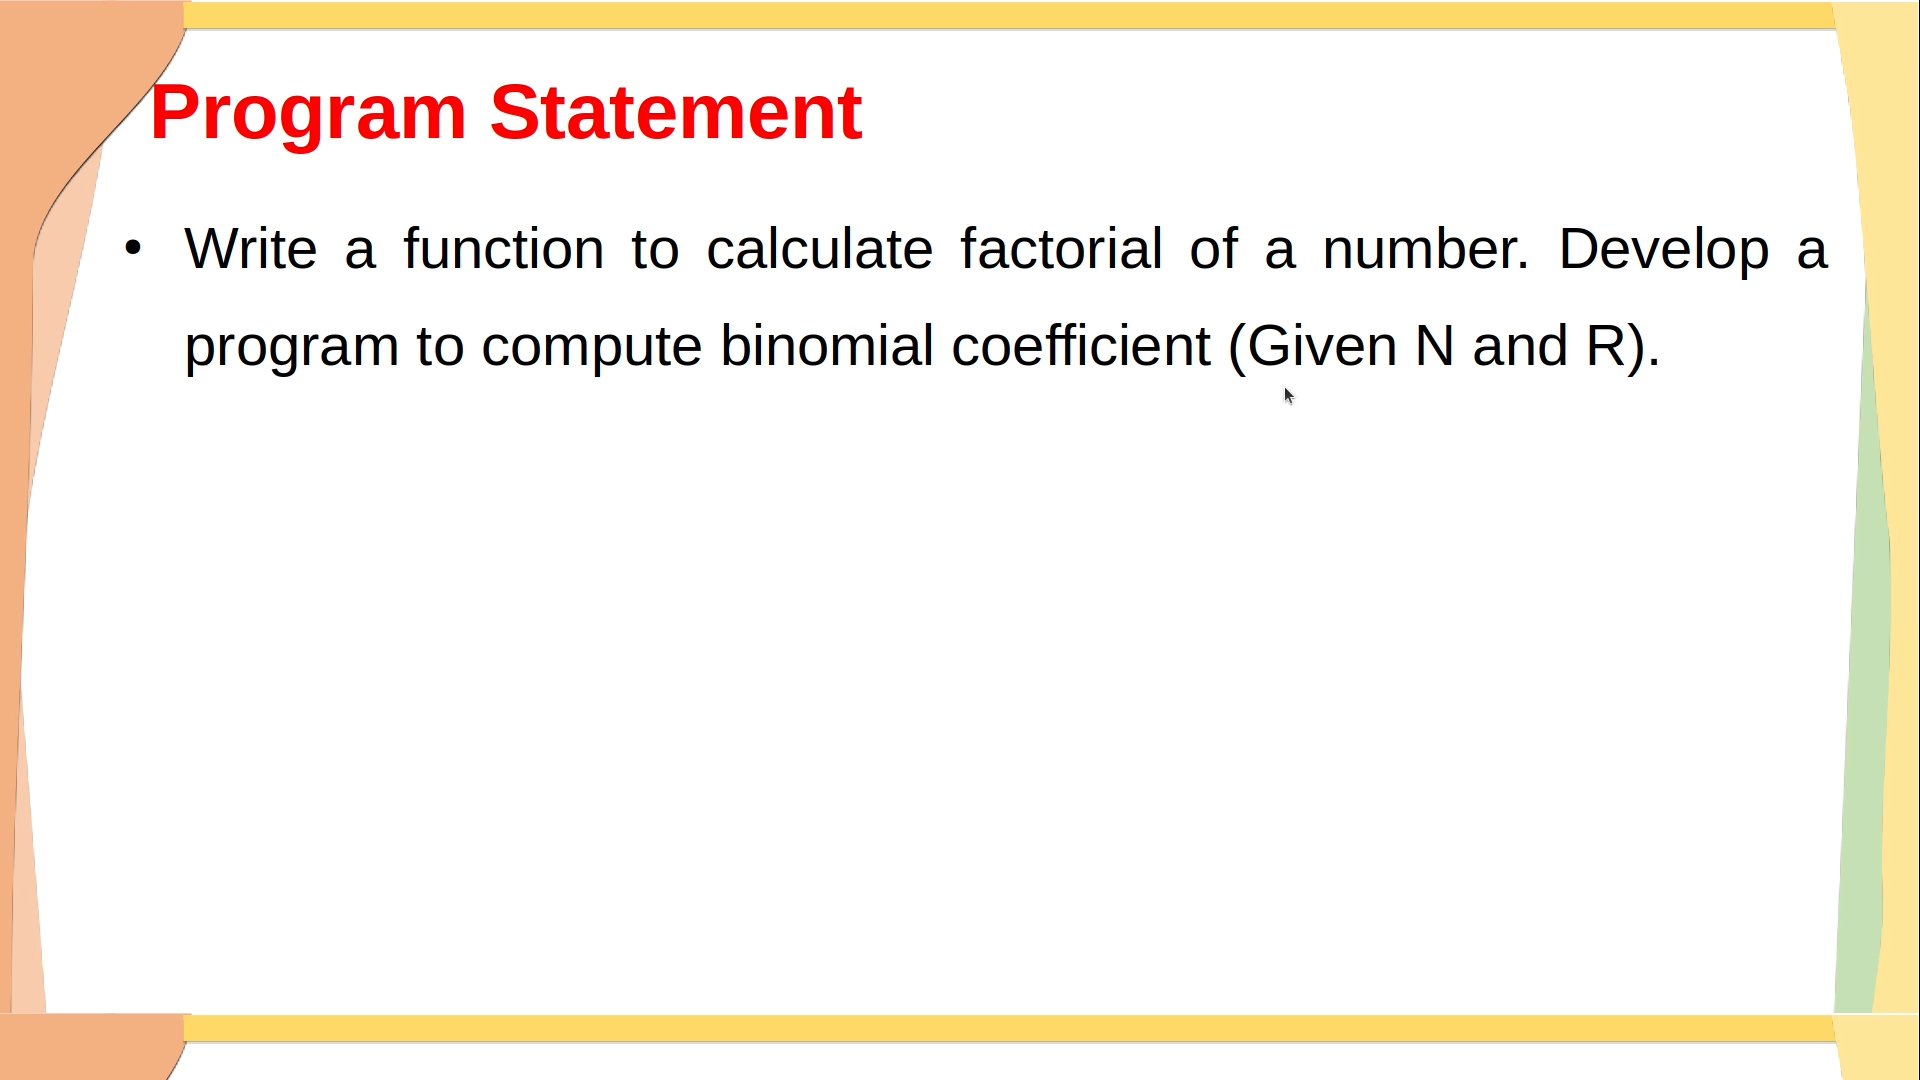 Program Statement
• Write a function to calculate factorial of a number. Develop a
program to compute binomial coefficient (Given N and R).